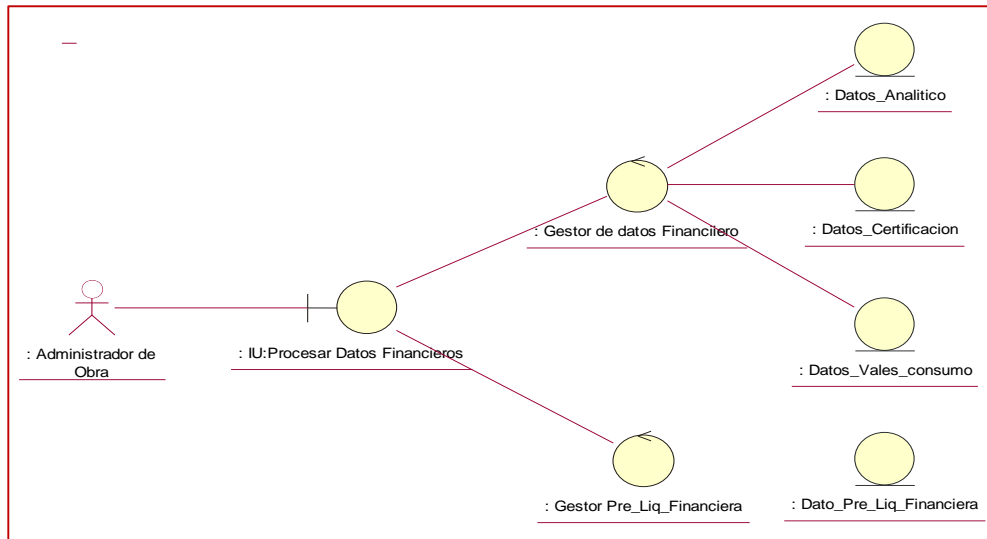 : Datos_Analitico
: Gestor de datos Financiiero
: Datos_Certificacion
: Administrador de
Obra
: IU:Procesar Datos Financieros
: Datos_Vales_consumo
: Gestor Pre_Liq_Financiera
: Dato_Pre_Liq_Financiera